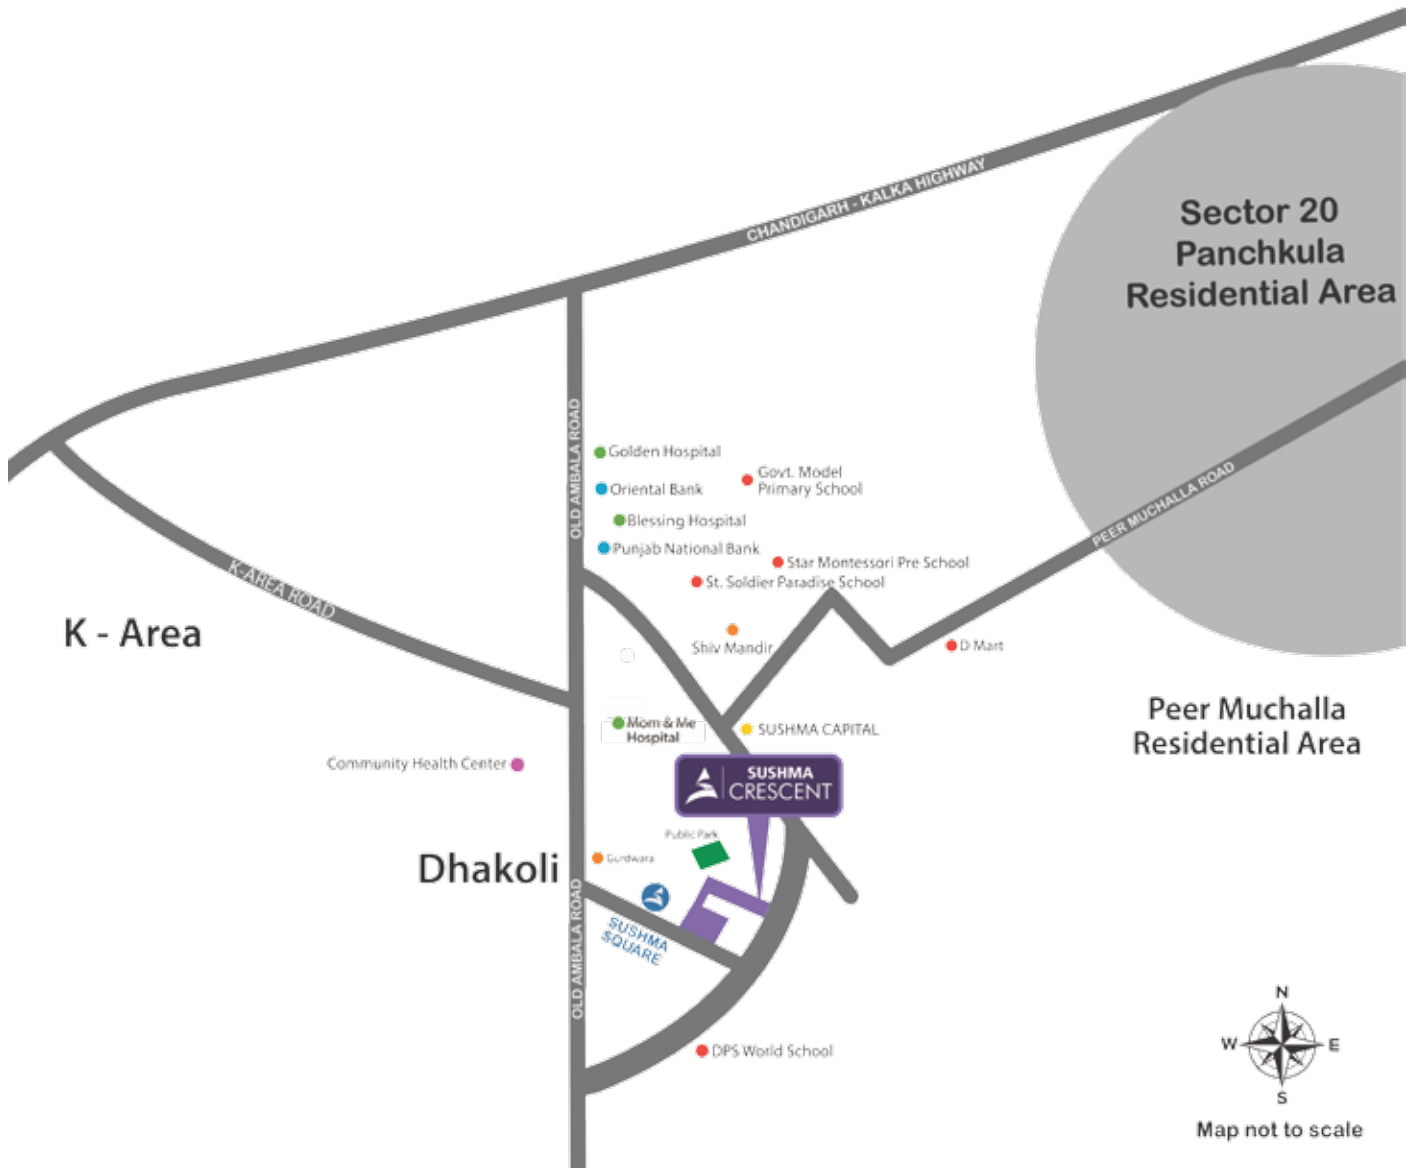 CHANDIGARH - KALKA HIGHWAY
Sector 20
Panchkula
Residential Area
OLD AMBALA ROAD
Golden Hospital
Oriental Bank
Govt. Model
Primary School
Blessing Hospital
Punjab National Bank
PEER MUCHALLA ROAD
Star Montessori Pre School
St. Soldier Paradise School
K-AREA ROAD
K - Area
Shiv Mandir
D Mart
Mom & Me
Hospital
SUSHMA CAPITAL
Peer Muchalla
Residential Area
Community Health Center
SUSHMA
CRESCENT
Public Park
Gurdwara
Dhakoli
OLD AMBALA ROAD
SUSHMA
SQUARE
DPS World School
N
W
E
S
Map not to scale